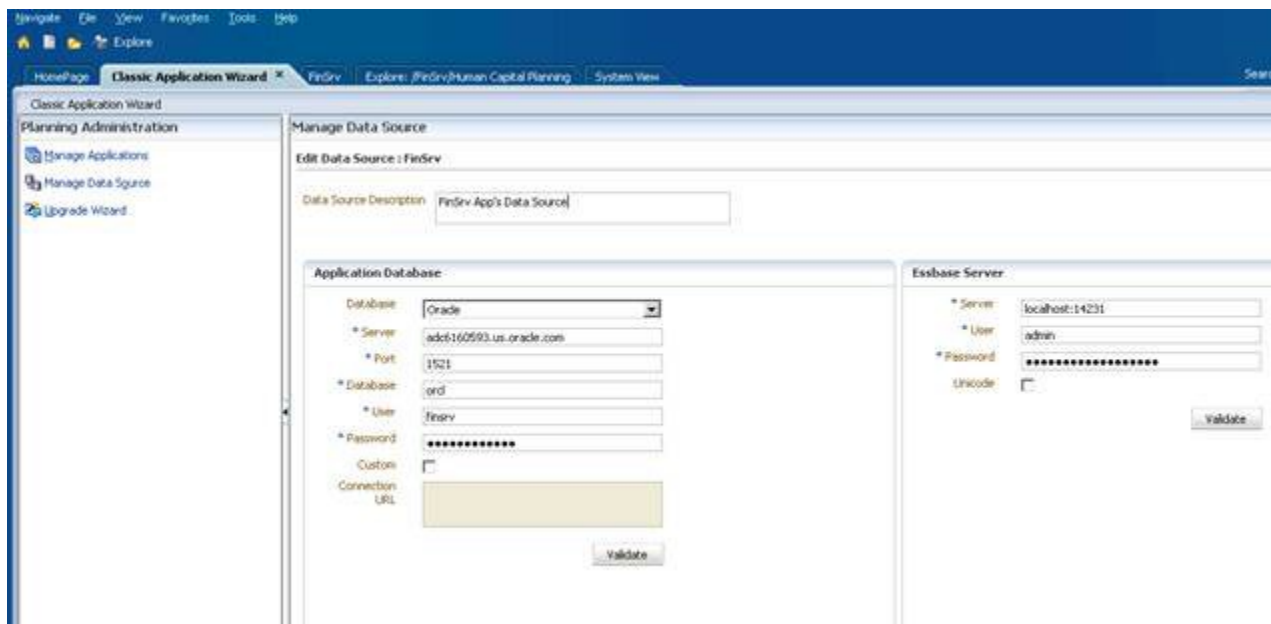 Navigate File View Favorites Tools Help
Explore
HomePage Classic Application Wizard × FinSrv Explore: /FinSrv/Human Capital Planning System View Sear
Classic Application Wizard
Planning Administration
Manage Applications
Manage Data Source
Upgrade Wizard
Manage Data Source
Edit Data Source : FinSrv
Data Source Description FinSrv App's Data Source
Application Database
Database Oracle
* Server adc6160593.us.oracle.com
* Port 1521
* Database orcl
* User finsrv
* Password •••••••••••••
Custom
Connection
URL
Validate
Essbase Server
* Server localhost:14231
* User admin
* Password •••••••••••••••••••
Unicode
Validate